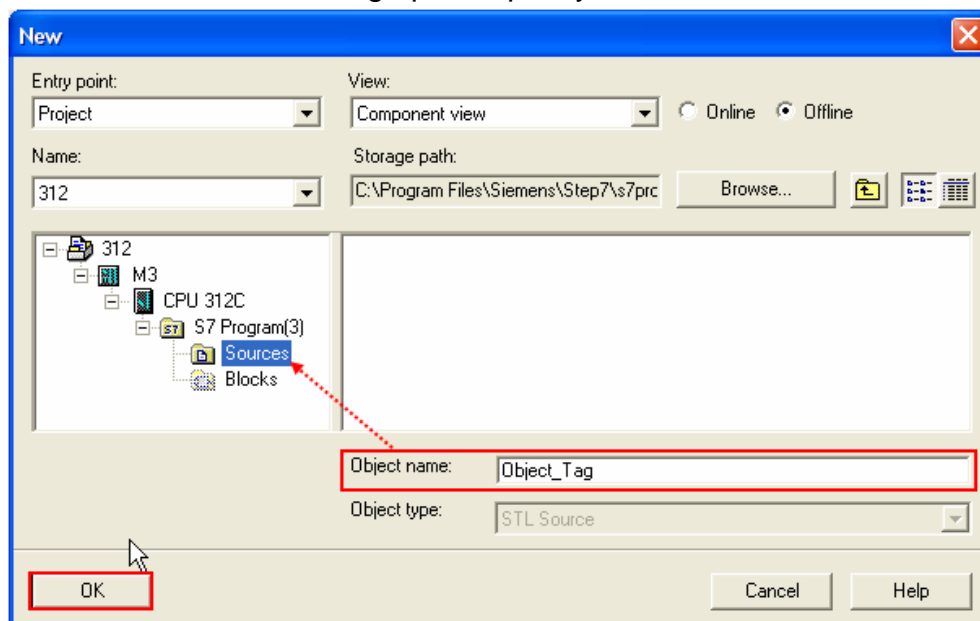 New
Entry point:
View:
Project
Component view
Online
Offline
Name:
Storage path:
312
C:\Program Files\Siemens\Step7\s7prc
Browse...
312
M3
CPU 312C
S7 Program(3)
Sources
Blocks
Object name:
Object_Tag
Object type:
STL Source
OK
Cancel
Help